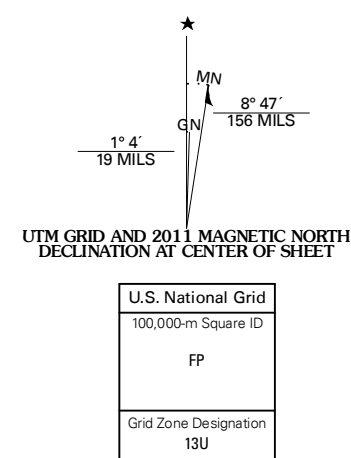 ★
MN
8° 47´
156 MILS
GN
1° 4´
19 MILS
UTM GRID AND 2011 MAGNETIC NORTH
DECLINATION AT CENTER OF SHEET
U.S. National Grid
100,000-m Square ID
FP
Grid Zone Designation
13U